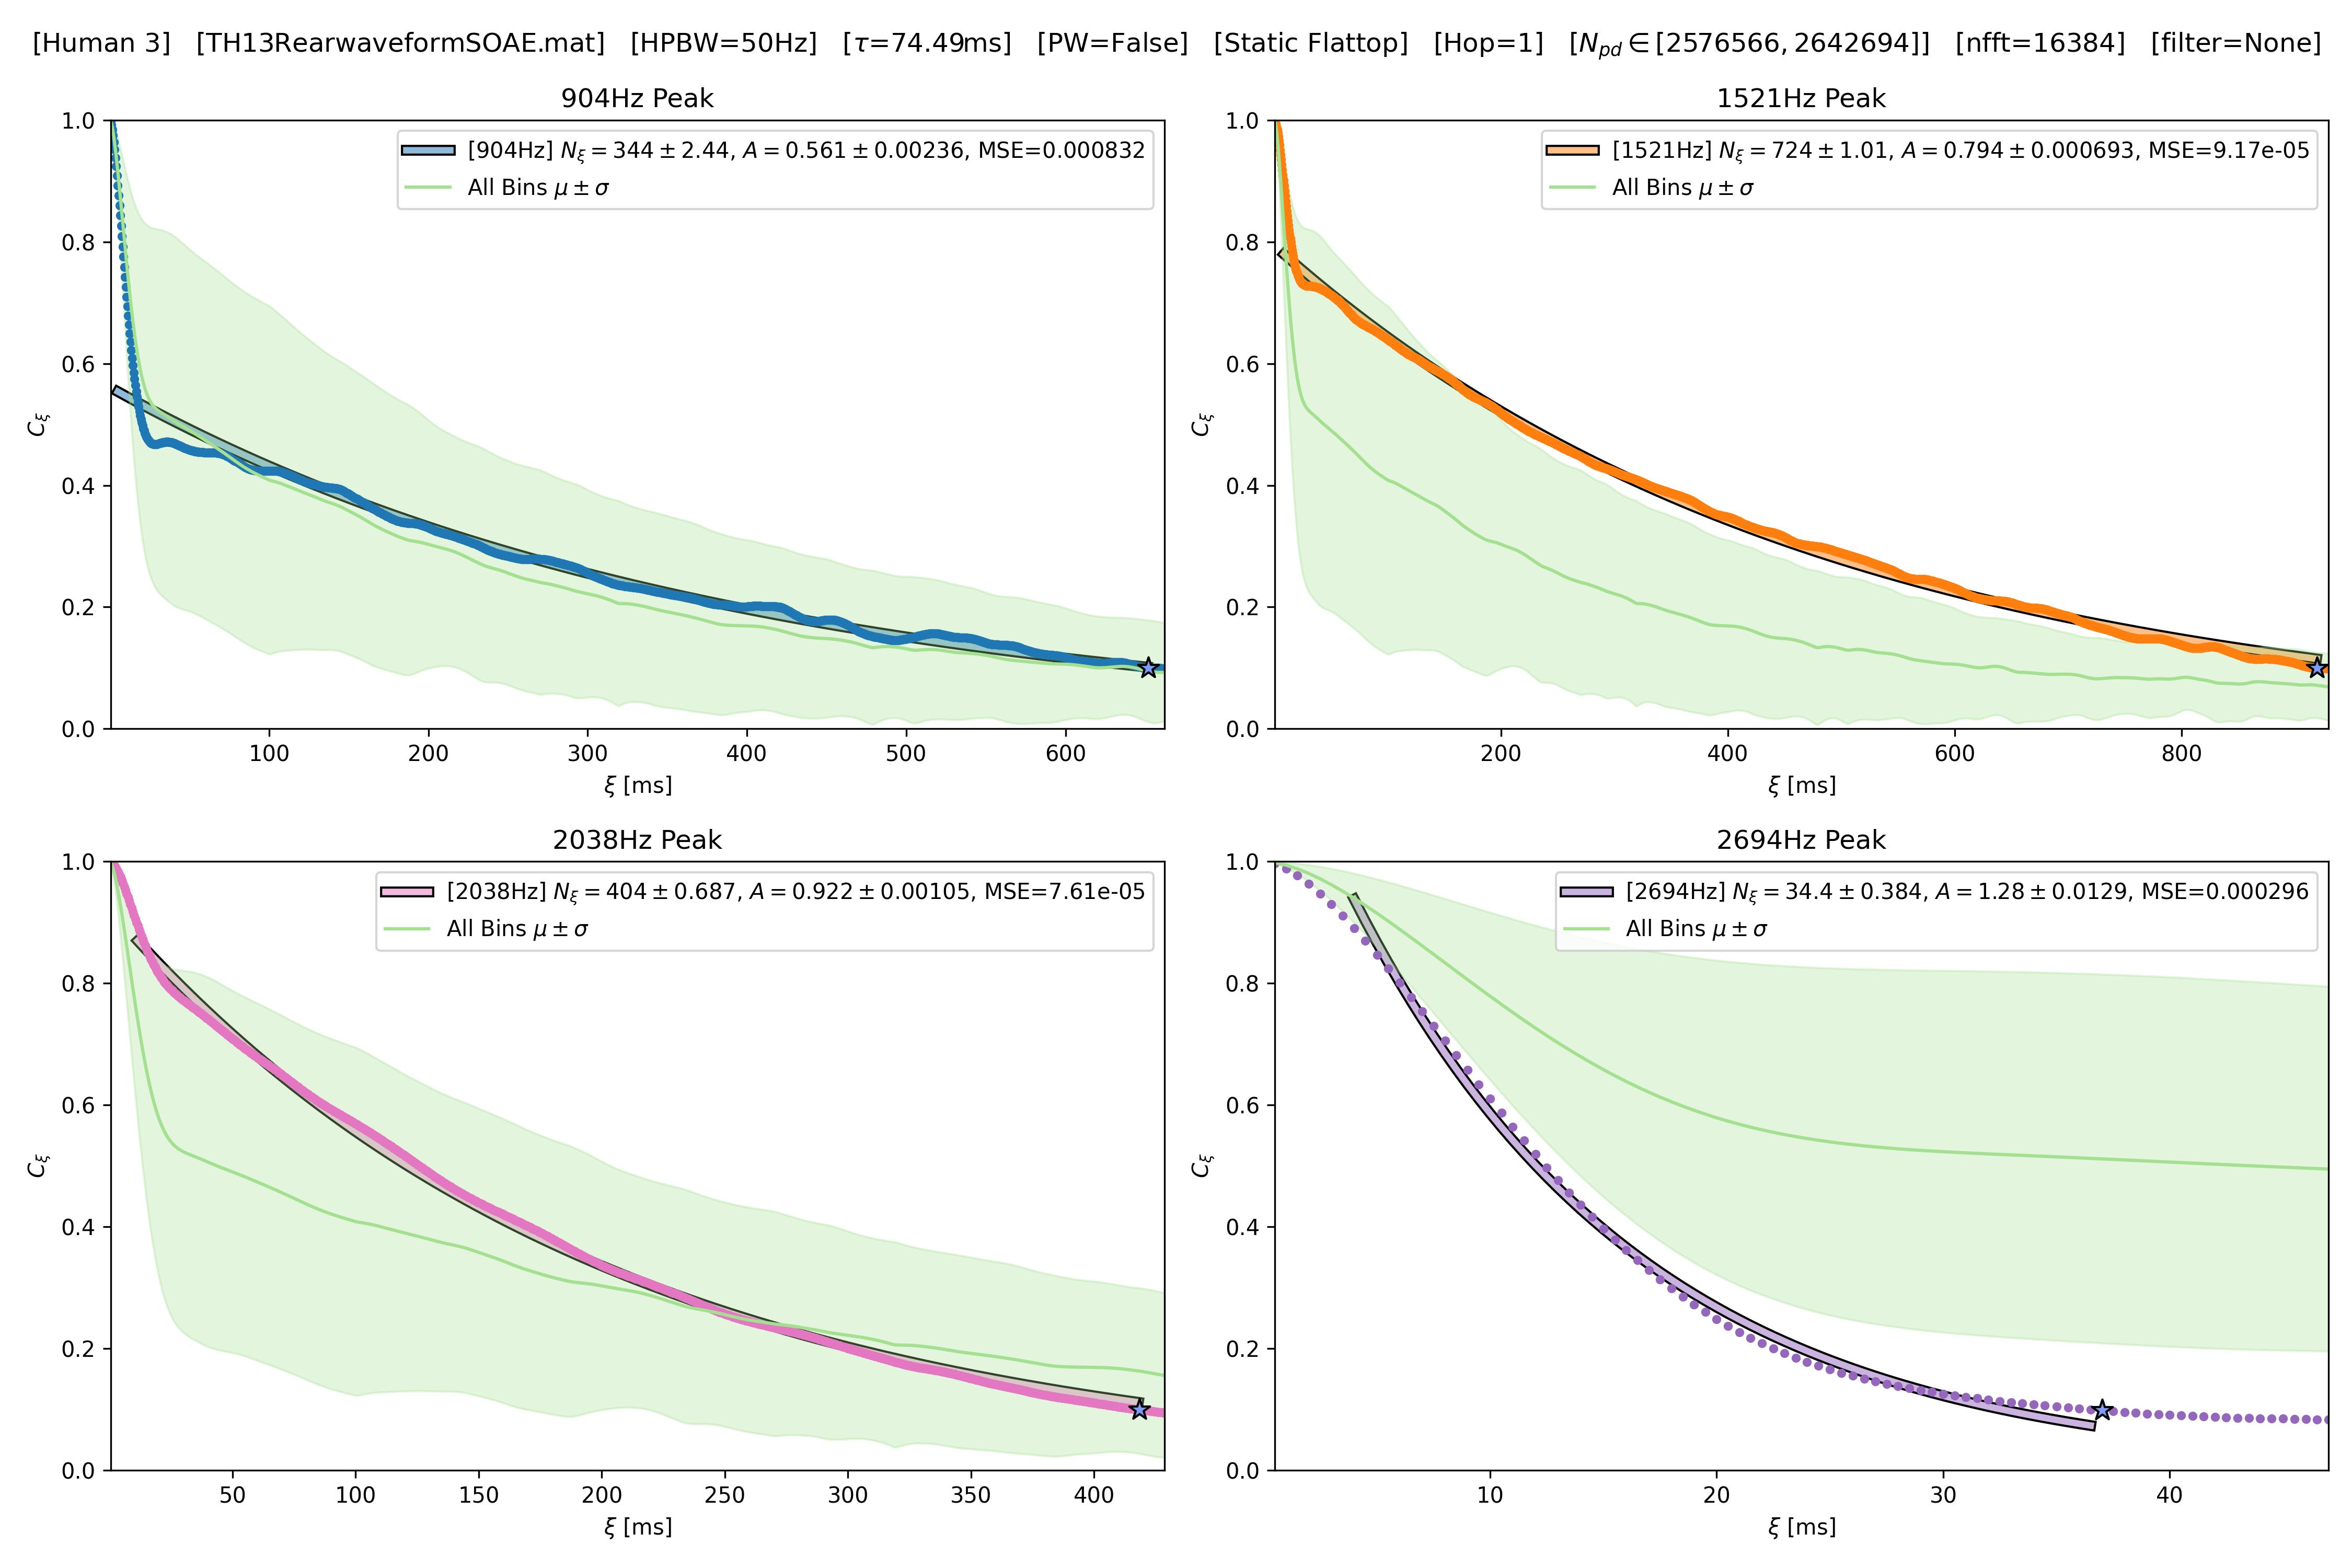 [Human 3] [TH13RearwaveformSOAE.mat] [HPBW=50Hz] [τ=74.49ms] [PW=False] [Static Flattop] [Hop=1] [N_pd ∈ [2576566, 2642694]] [nfft=16384] [filter=None]
904Hz Peak
1.0
0.8
0.6
0.4
0.2
0.0
C_ξ
[904Hz] N_ξ = 344 ± 2.44, A = 0.561 ± 0.00236, MSE=0.000832
All Bins μ ± σ
100 200 300 400 500 600
ξ [ms]
1521Hz Peak
1.0
0.8
0.6
0.4
0.2
0.0
C_ξ
[1521Hz] N_ξ = 724 ± 1.01, A = 0.794 ± 0.000693, MSE=9.17e-05
All Bins μ ± σ
200 400 600 800
ξ [ms]
2038Hz Peak
1.0
0.8
0.6
0.4
0.2
0.0
C_ξ
[2038Hz] N_ξ = 404 ± 0.687, A = 0.922 ± 0.00105, MSE=7.61e-05
All Bins μ ± σ
50 100 150 200 250 300 350 400
ξ [ms]
2694Hz Peak
1.0
0.8
0.6
0.4
0.2
0.0
C_ξ
[2694Hz] N_ξ = 34.4 ± 0.384, A = 1.28 ± 0.0129, MSE=0.000296
All Bins μ ± σ
10 20 30 40
ξ [ms]